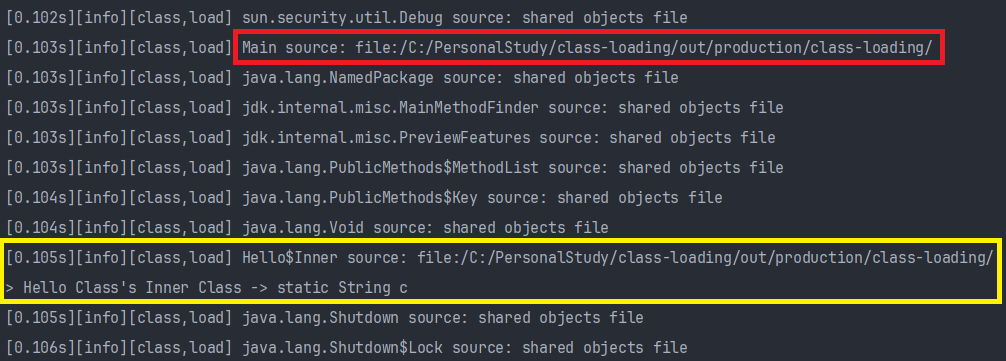 [0.102s][info][class,load] sun.security.util.Debug source: shared objects file
[0.103s][info][class,load] Main source: file:/C:/PersonalStudy/class-loading/out/production/class-loading/
[0.103s][info][class,load] java.lang.NamedPackage source: shared objects file
[0.103s][info][class,load] jdk.internal.misc.MainMethodFinder source: shared objects file
[0.103s][info][class,load] jdk.internal.misc.PreviewFeatures source: shared objects file
[0.103s][info][class,load] java.lang.PublicMethods$MethodList source: shared objects file
[0.104s][info][class,load] java.lang.PublicMethods$Key source: shared objects file
[0.104s][info][class,load] java.lang.Void source: shared objects file
[0.105s][info][class,load] Hello$Inner source: file:/C:/PersonalStudy/class-loading/out/production/class-loading/
> Hello Class's Inner Class -> static String c
[0.105s][info][class,load] java.lang.Shutdown source: shared objects file
[0.106s][info][class,load] java.lang.Shutdown$Lock source: shared objects file